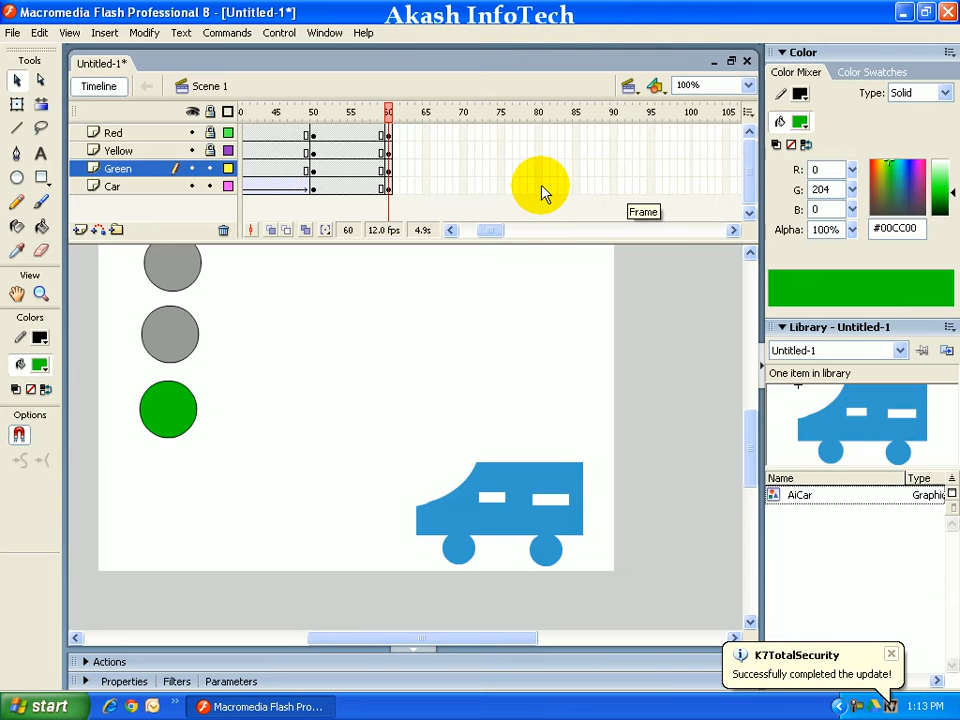 Macromedia Flash Professional 8 - [Untitled-1*]
Akash InfoTech
File Edit View Insert Modify Text Commands Control Window Help
Tools
View
Colors
Options
Untitled-1*
Timeline
Scene 1
100%
45 50 55 60 65 70 75 80 85 90 95 100 105
Red
Yellow
Green
Car
Frame
60 12.0 fps 4.9s
Color
Color Mixer Color Swatches
Type: Solid
R: 0
G: 204
B: 0
Alpha: 100% #00CC00
Library - Untitled-1
Untitled-1
One item in library
Name Type
AiCar Graphic
Actions
Properties Filters Parameters
K7TotalSecurity
Successfully completed the update!
start
Macromedia Flash Pro...
1:13 PM